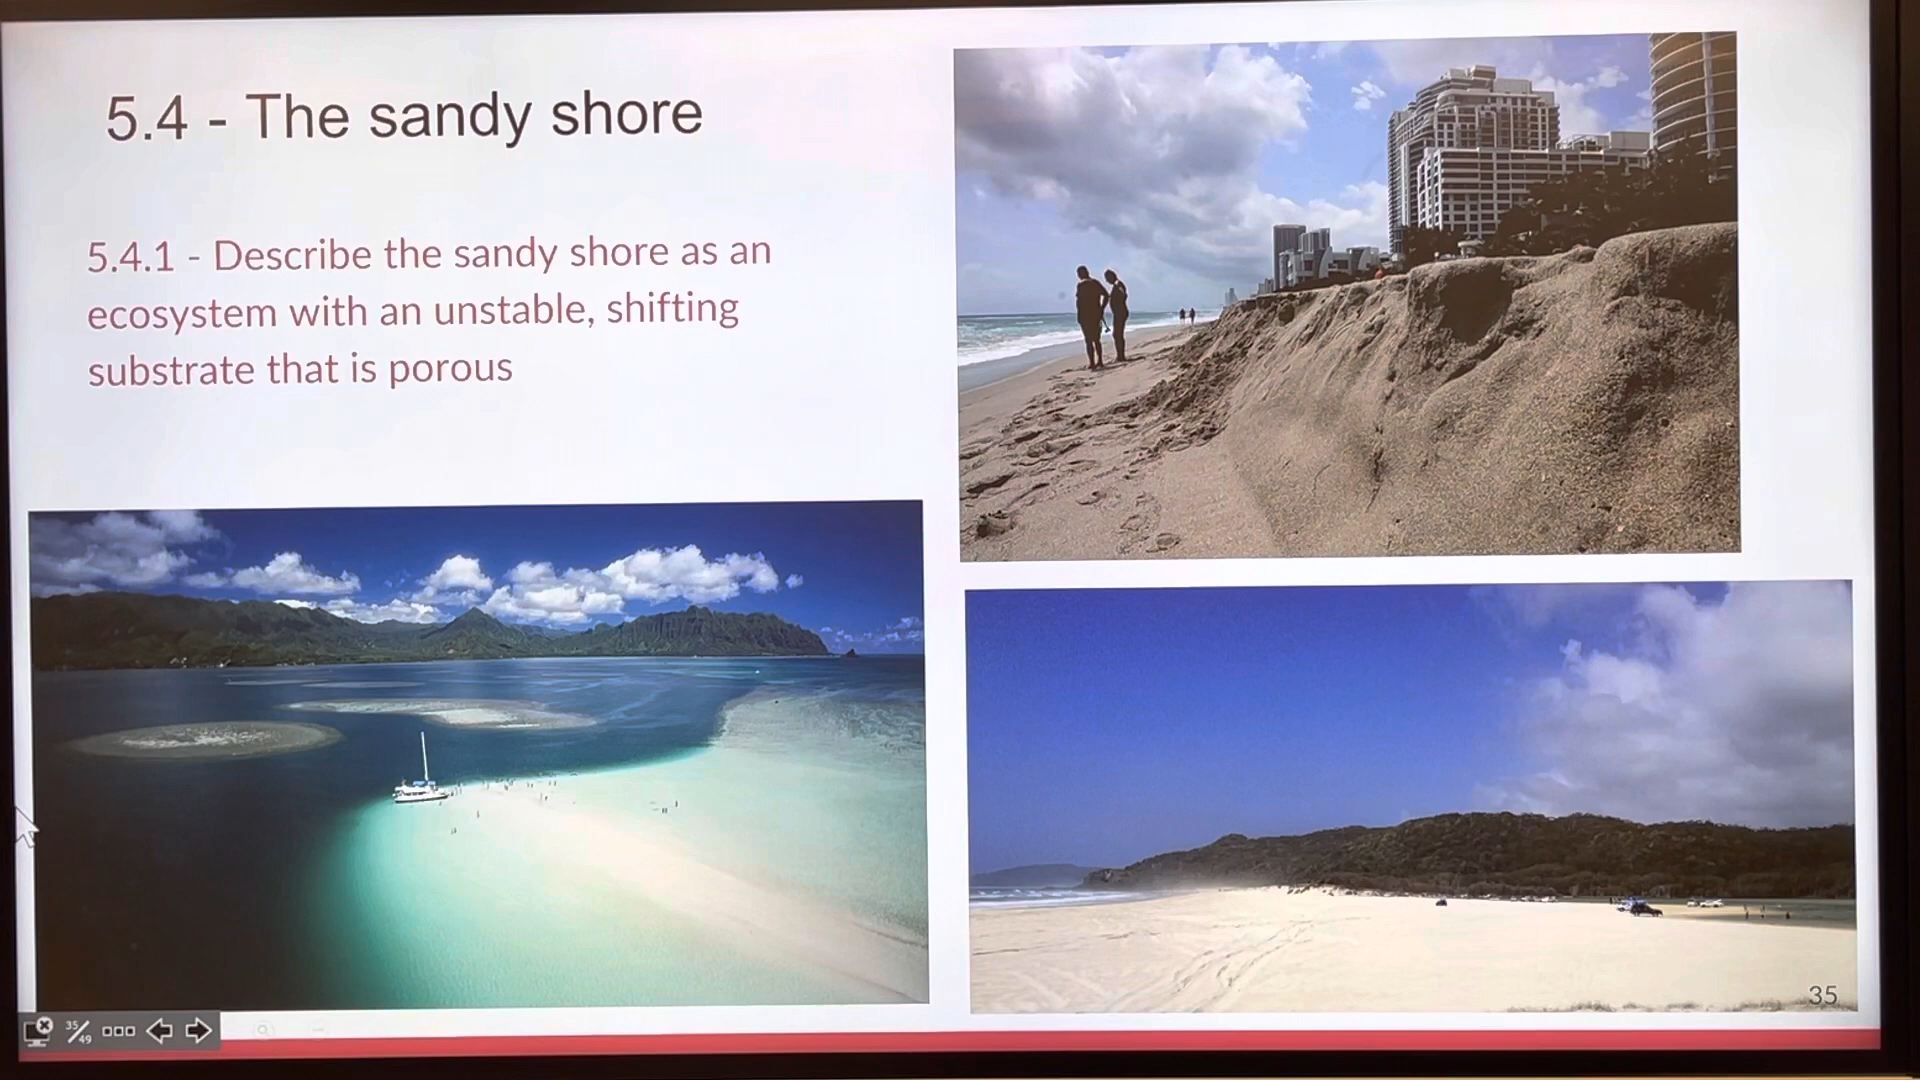 5.4 - The sandy shore
5.4.1 - Describe the sandy shore as an
ecosystem with an unstable, shifting
substrate that is porous
35
35/49